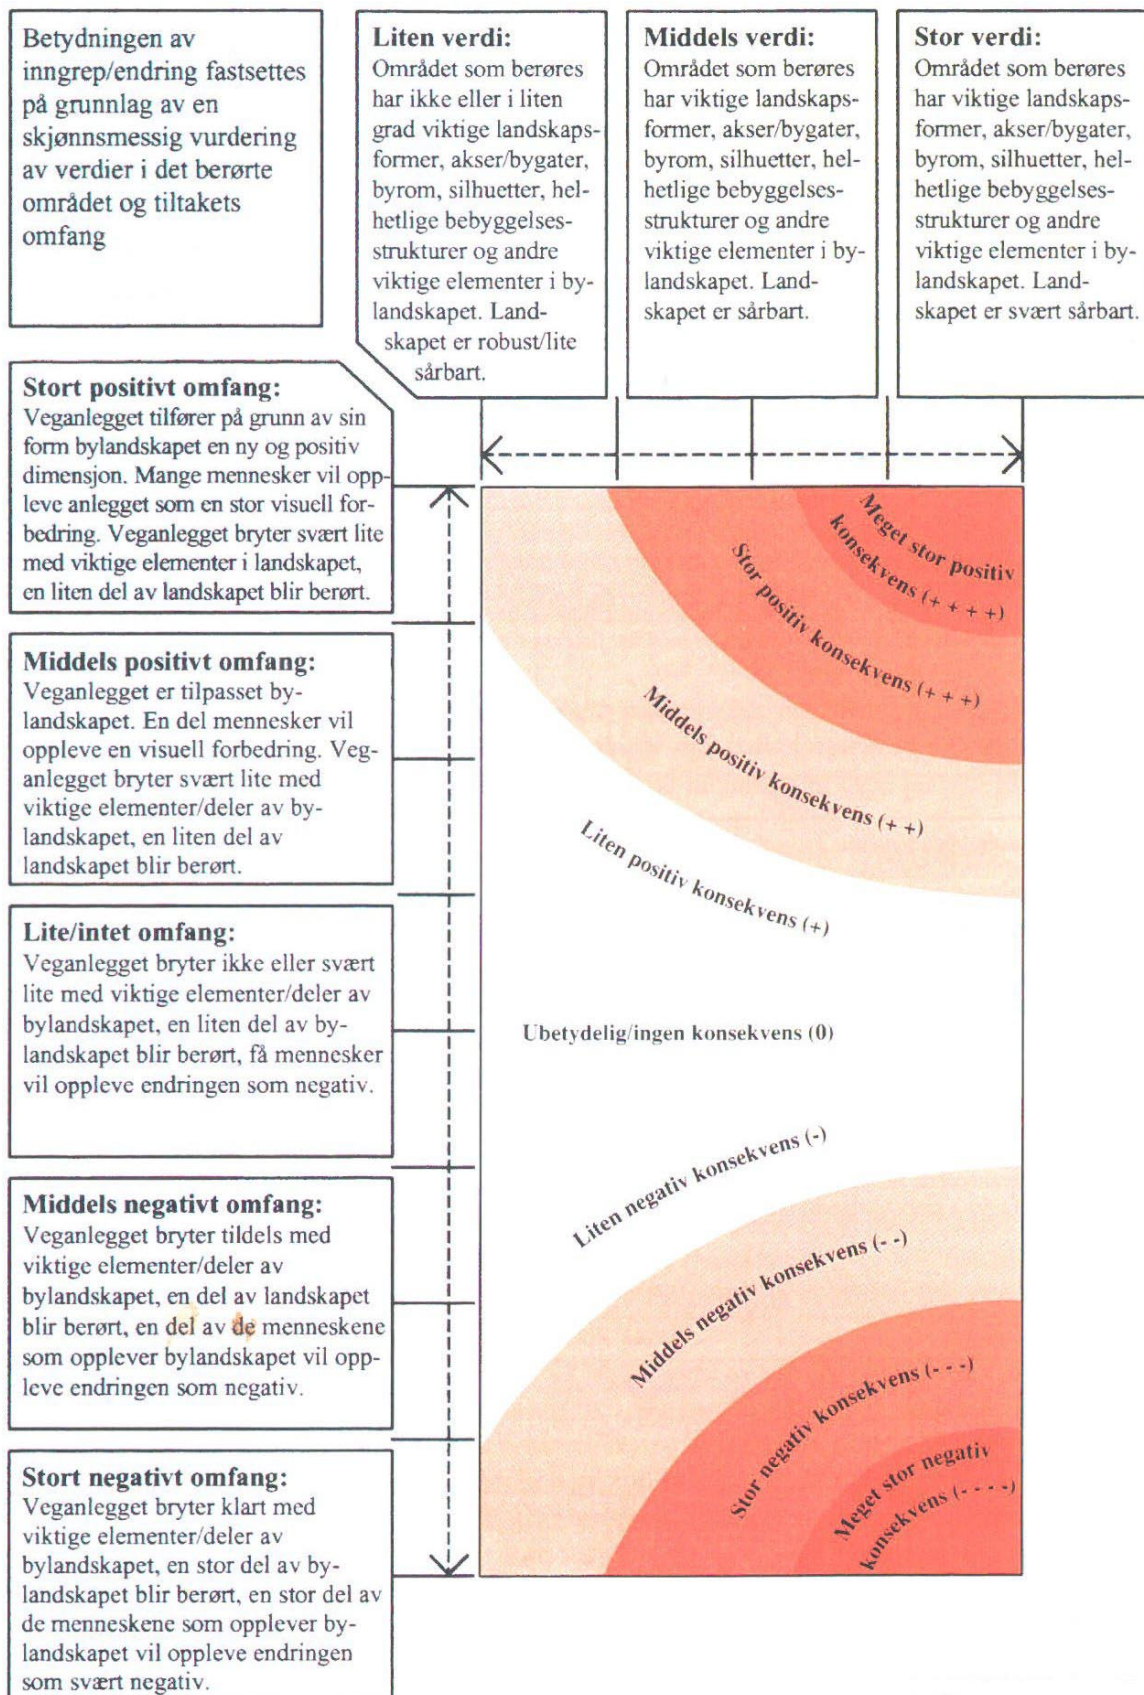 Betydningen av
inngrep/endring fastsettes
på grunnlag av en
skjønnsmessig vurdering
av verdier i det berørte
området og tiltakets
omfang
Liten verdi:
Området som berøres
har ikke eller i liten
grad viktige landskaps-
former, akser/bygater,
byrom, silhuetter, hel-
hetlige bebyggelses-
strukturer og andre
viktige elementer i by-
landskapet. Land-
skapet er robust/lite
sårbart.
Middels verdi:
Området som berøres
har viktige landskaps-
former, akser/bygater,
byrom, silhuetter, hel-
hetlige bebyggelses-
strukturer og andre
viktige elementer i by-
landskapet. Land-
skapet er sårbart.
Stor verdi:
Området som berøres
har viktige landskaps-
former, akser/bygater,
byrom, silhuetter, hel-
hetlige bebyggelses-
strukturer og andre
viktige elementer i by-
landskapet. Land-
skapet er svært sårbart.
Stort positivt omfang:
Veganlegget tilfører på grunn av sin
form bylandskapet en ny og positiv
dimensjon. Mange mennesker vil opp-
leve anlegget som en stor visuell for-
bedring. Veganlegget bryter svært lite
med viktige elementer i landskapet,
en liten del av landskapet blir berørt.
Middels positivt omfang:
Veganlegget er tilpasset by-
landskapet. En del mennesker vil
oppleve en visuell forbedring. Veg-
anlegget bryter svært lite med
viktige elementer/deler av by-
landskapet, en liten del av
landskapet blir berørt.
Lite/intet omfang:
Veganlegget bryter ikke eller svært
lite med viktige elementer/deler av
bylandskapet, en liten del av by-
landskapet blir berørt, få mennesker
vil oppleve endringen som negativ.
Middels negativt omfang:
Veganlegget bryter tildels med
viktige elementer/deler av
bylandskapet, en del av landskapet
blir berørt, en del av de menneskene
som opplever bylandskapet vil opp-
leve endringen som negativ.
Stort negativt omfang:
Veganlegget bryter klart med
viktige elementer/deler av
bylandskapet, en stor del av by-
landskapet blir berørt, en stor del av
de menneskene som opplever by-
landskapet vil oppleve endringen
som svært negativ.
Meget stor positiv
konsekvens (+ + + +)
Stor positiv konsekvens (+ + +)
Middels positiv konsekvens (+ +)
Liten positiv konsekvens (+)
Ubetydelig/ingen konsekvens (0)
Liten negativ konsekvens (-)
Middels negativ konsekvens (- -)
Stor negativ konsekvens (- - -)
Meget stor negativ
konsekvens (- - - -)